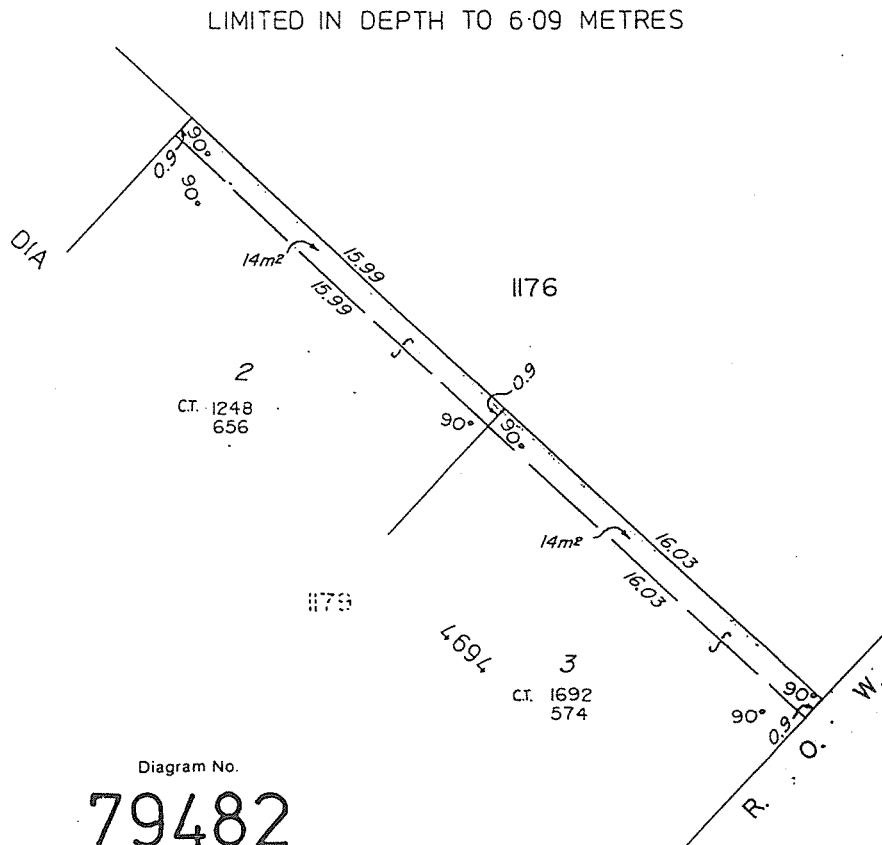 LIMITED IN DEPTH TO 6·09 METRES
90°
0.9
90°
DIA
14m²
15.99
15.99
1176
2
C.T. 1248
656
0.9
90°
90°
14m²
16.03
16.03
1179
4694
3
C.T. 1692
574
90°
90°
0.9
R. O. W.
Diagram No.
79482